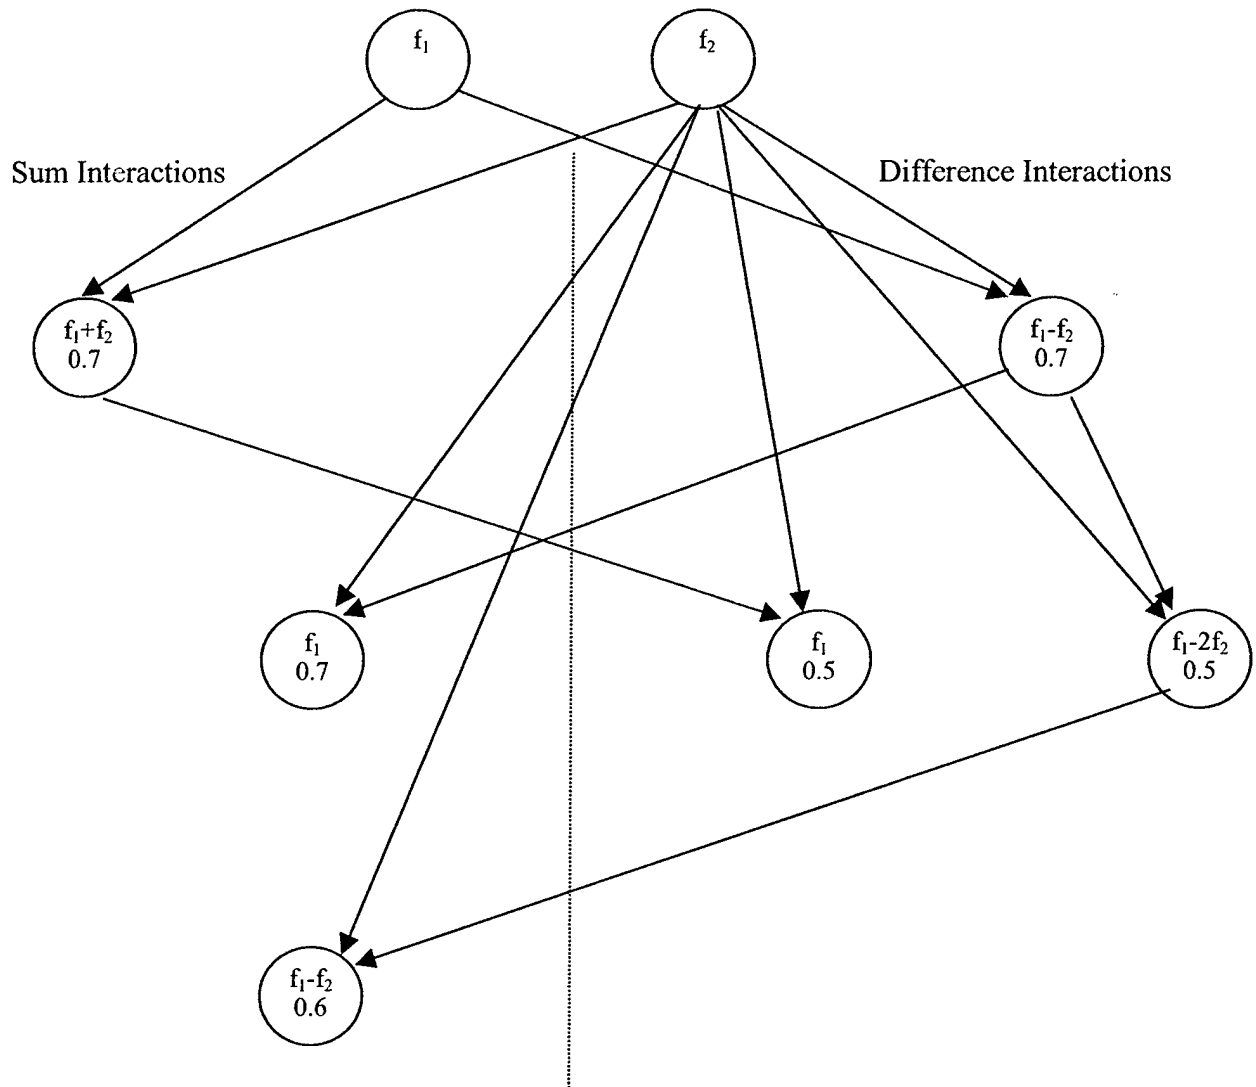 f₁
f₂
Sum Interactions
Difference Interactions
f₁+f₂
0.7
f₁-f₂
0.7
f₁
0.7
f₁
0.5
f₁-2f₂
0.5
f₁-f₂
0.6